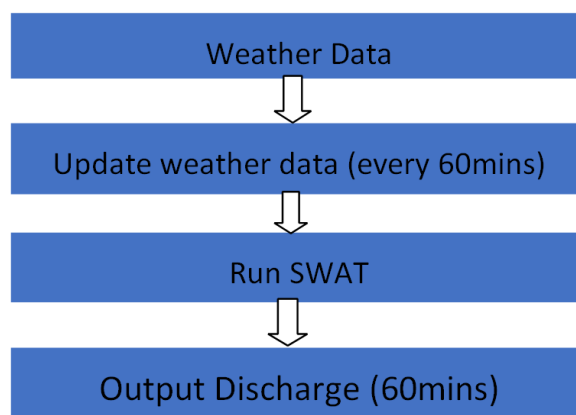 Weather Data
Update weather data (every 60mins)
Run SWAT
Output Discharge (60mins)